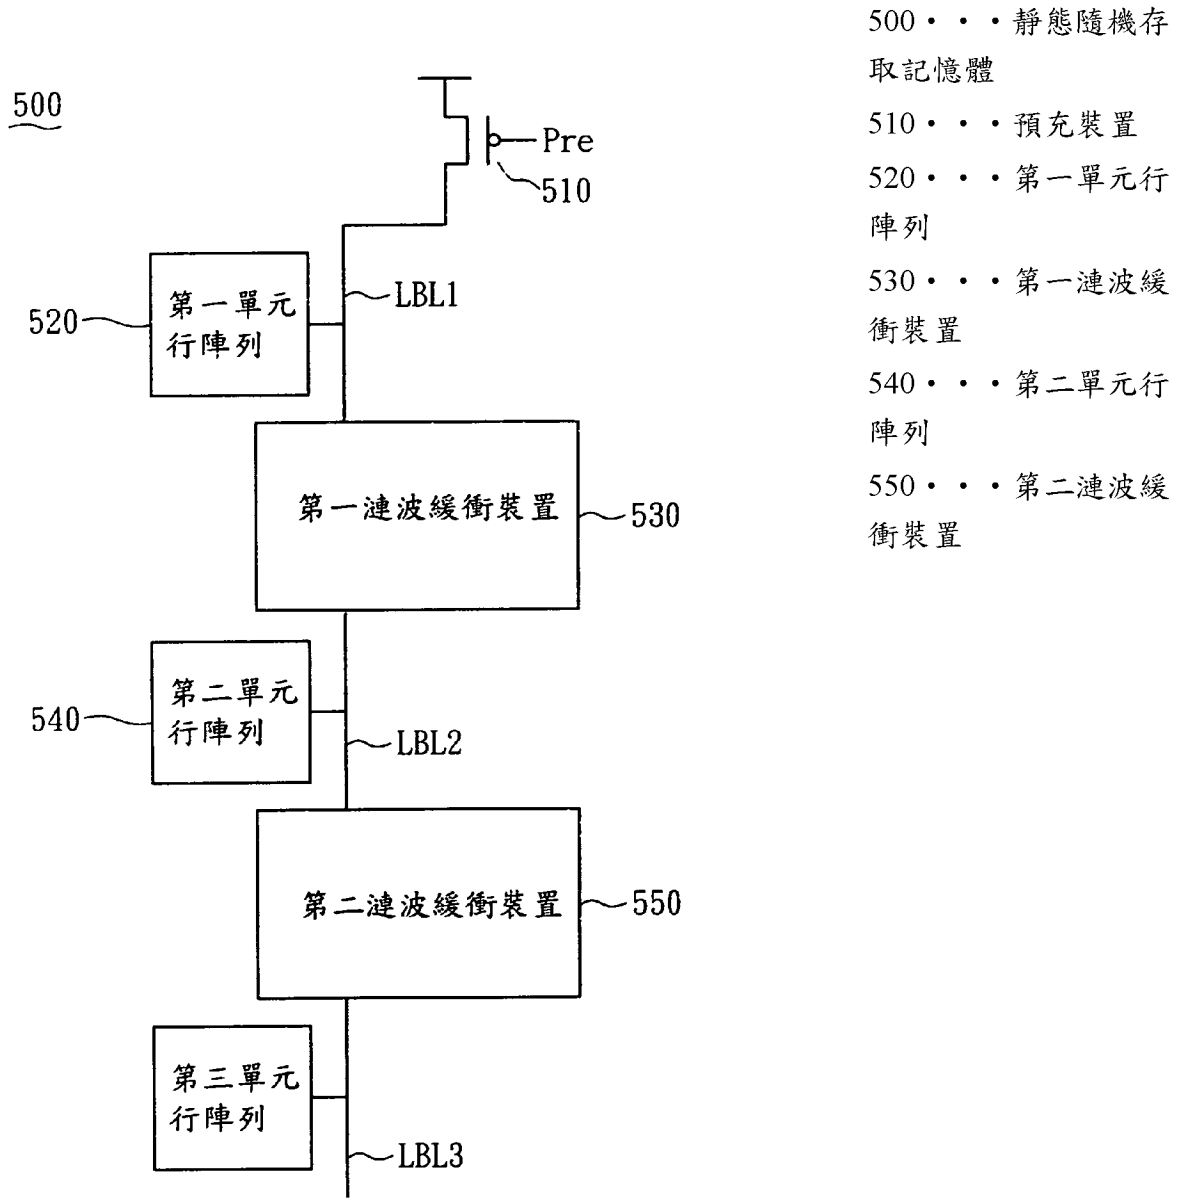 500
Pre
510
LBL1
第一單元
行陣列
520
第一漣波緩衝裝置
530
第二單元
行陣列
540
LBL2
第二漣波緩衝裝置
550
第三單元
行陣列
LBL3
500・・・靜態隨機存
取記憶體
510・・・預充裝置
520・・・第一單元行
陣列
530・・・第一漣波緩
衝裝置
540・・・第二單元行
陣列
550・・・第二漣波緩
衝裝置